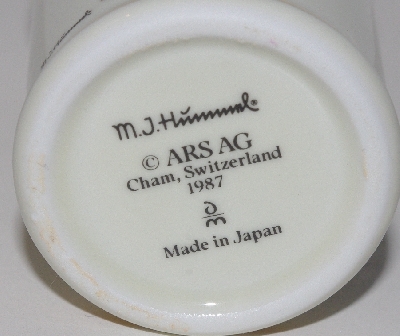 M.J.Hummel®
© ARS AG
Cham, Switzerland
1987
Made in Japan